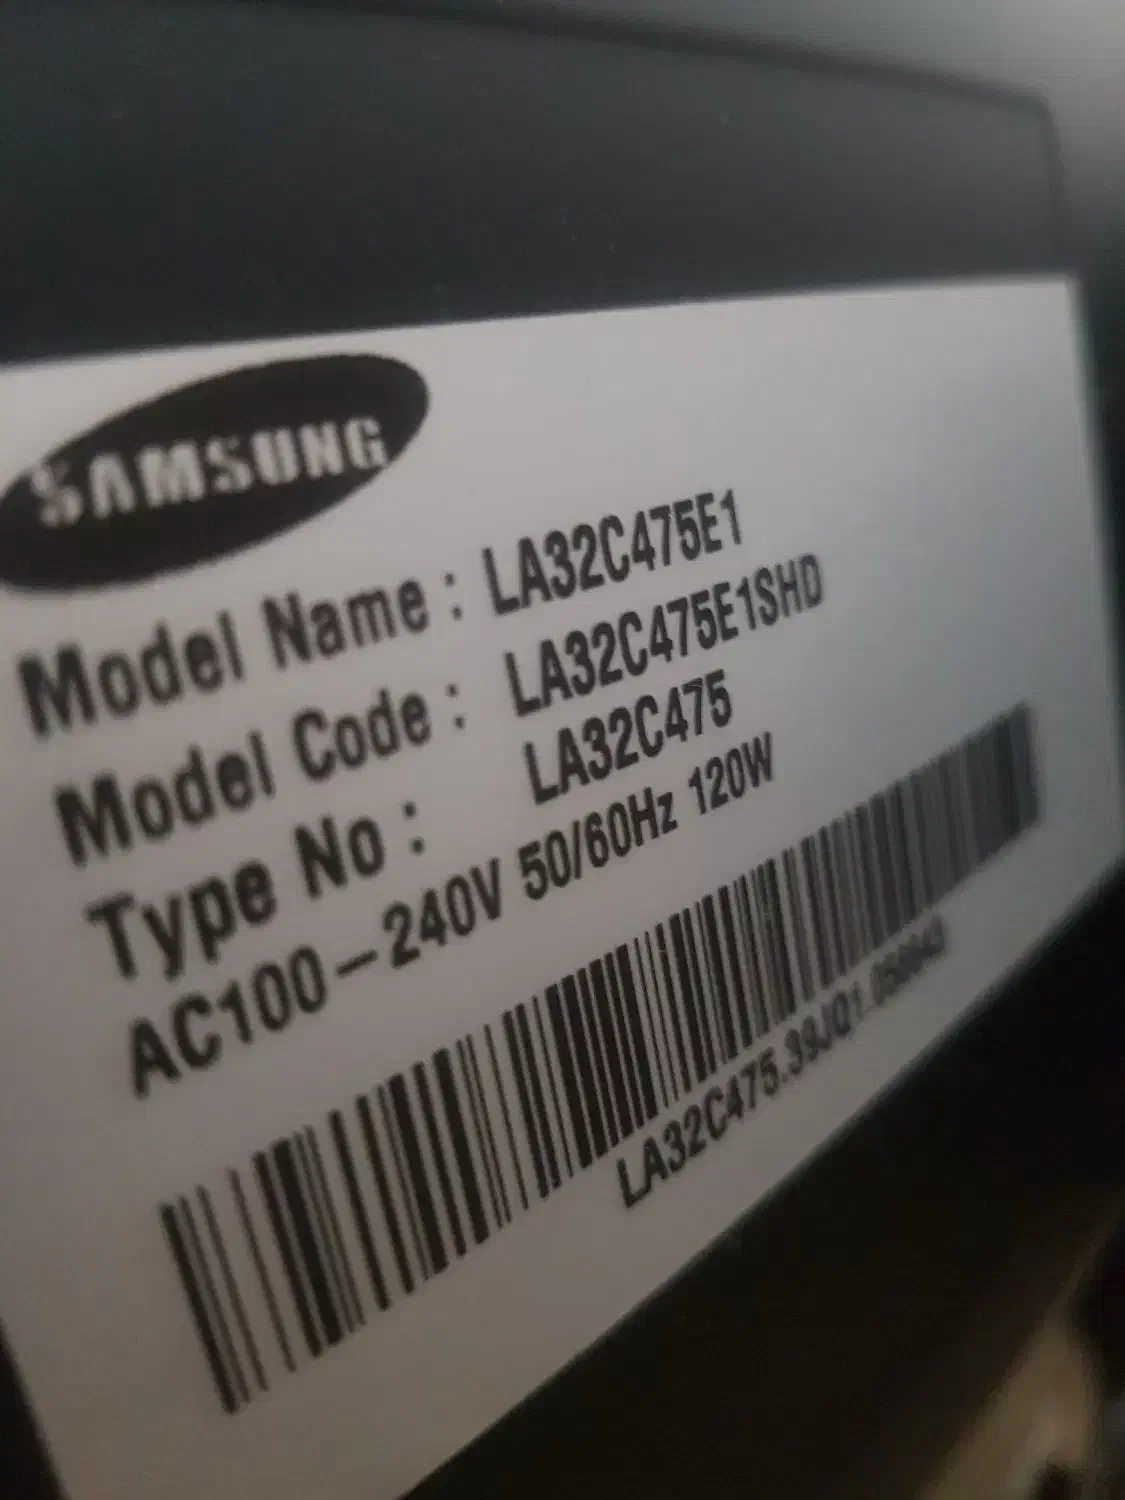 SAMSUNG
Model Name : LA32C475E1
Model Code : LA32C475E1SHD
Type No : LA32C475
AC100-240V 50/60Hz 120W